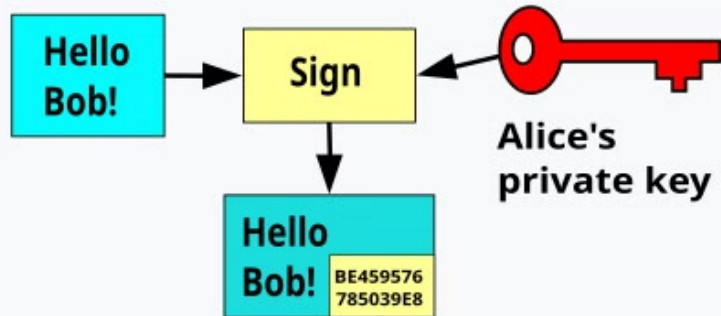 Hello
Bob!
Sign
Alice's
private key
Hello
Bob!
BE459576
785039E8